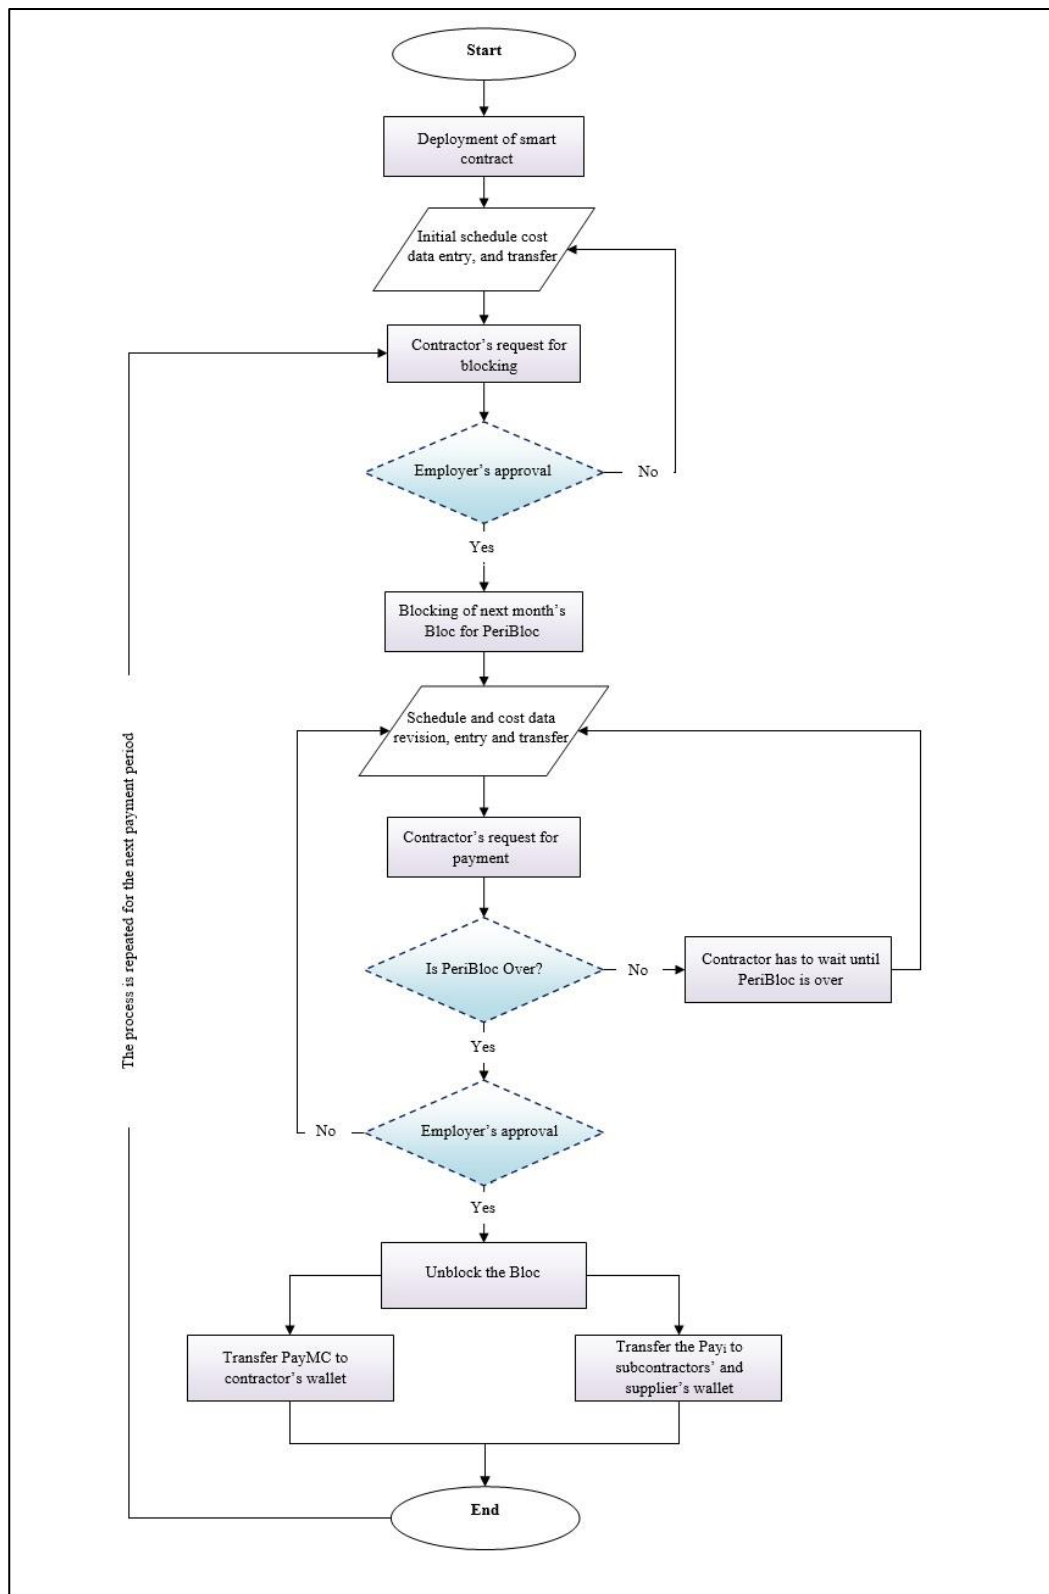 Start
Deployment of smart
contract
Initial schedule cost
data entry, and transfer
Contractor’s request for
blocking
Employer’s approval
No
Yes
Blocking of next month’s
Bloc for PeriBloc
Schedule and cost data
revision, entry and transfer
The process is repeated for the next payment period
Contractor’s request for
payment
Is PeriBloc Over?
No
Contractor has to wait until
PeriBloc is over
Yes
No
Employer’s approval
Yes
Unblock the Bloc
Transfer PayMC to
contractor’s wallet
Transfer the Payᵢ to
subcontractors’ and
supplier’s wallet
End